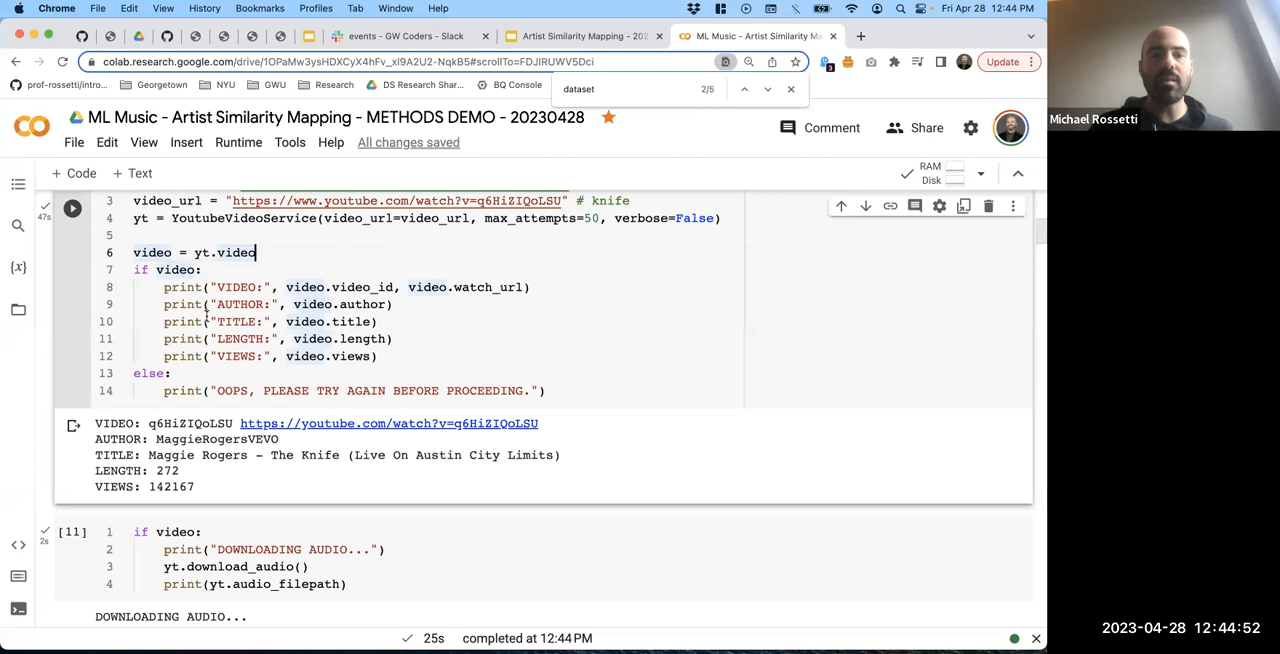 Chrome File Edit View History Bookmarks Profiles Tab Window Help Fri Apr 28 12:44 PM
events - GW Coders - Slack
Artist Similarity Mapping - 202
ML Music - Artist Similarity Ma
colab.research.google.com/drive/1OPaMw3ysHDXCyX4hFv_xI9A2U2-NqkB5#scrollTo=FDJIRUWV5Dci
3
Update
prof-rossetti/intro... Georgetown NYU GWU Research DS Research Shar... BQ Console
dataset 2/5
ML Music - Artist Similarity Mapping - METHODS DEMO - 20230428
Comment Share
File Edit View Insert Runtime Tools Help All changes saved
+ Code + Text
RAM
Disk
47s
3 video_url = "https://www.youtube.com/watch?v=q6HiZIQoLSU" # knife
4 yt = YoutubeVideoService(video_url=video_url, max_attempts=50, verbose=False)
5
6 video = yt.video
7 if video:
8 print("VIDEO:", video.video_id, video.watch_url)
9 print("AUTHOR:", video.author)
10 print("TITLE:", video.title)
11 print("LENGTH:", video.length)
12 print("VIEWS:", video.views)
13 else:
14 print("OOPS, PLEASE TRY AGAIN BEFORE PROCEEDING.")
VIDEO: q6HiZIQoLSU https://youtube.com/watch?v=q6HiZIQoLSU
AUTHOR: MaggieRogersVEVO
TITLE: Maggie Rogers - The Knife (Live On Austin City Limits)
LENGTH: 272
VIEWS: 142167
2s
[11] 1 if video:
2 print("DOWNLOADING AUDIO...")
3 yt.download_audio()
4 print(yt.audio_filepath)
DOWNLOADING AUDIO...
25s completed at 12:44 PM
Michael Rossetti
2023-04-28 12:44:52